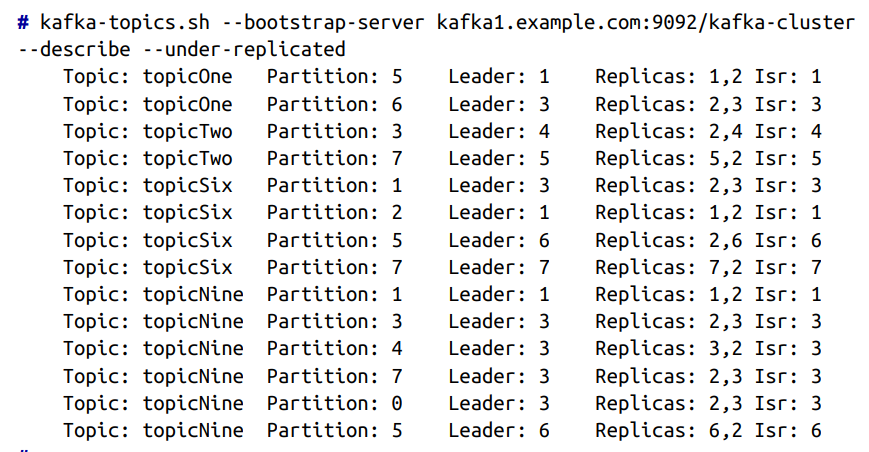 # kafka-topics.sh --bootstrap-server kafka1.example.com:9092/kafka-cluster
--describe --under-replicated
Topic: topicOne Partition: 5 Leader: 1 Replicas: 1,2 Isr: 1
Topic: topicOne Partition: 6 Leader: 3 Replicas: 2,3 Isr: 3
Topic: topicTwo Partition: 3 Leader: 4 Replicas: 2,4 Isr: 4
Topic: topicTwo Partition: 7 Leader: 5 Replicas: 5,2 Isr: 5
Topic: topicSix Partition: 1 Leader: 3 Replicas: 2,3 Isr: 3
Topic: topicSix Partition: 2 Leader: 1 Replicas: 1,2 Isr: 1
Topic: topicSix Partition: 5 Leader: 6 Replicas: 2,6 Isr: 6
Topic: topicSix Partition: 7 Leader: 7 Replicas: 7,2 Isr: 7
Topic: topicNine Partition: 1 Leader: 1 Replicas: 1,2 Isr: 1
Topic: topicNine Partition: 3 Leader: 3 Replicas: 2,3 Isr: 3
Topic: topicNine Partition: 4 Leader: 3 Replicas: 3,2 Isr: 3
Topic: topicNine Partition: 7 Leader: 3 Replicas: 2,3 Isr: 3
Topic: topicNine Partition: 0 Leader: 3 Replicas: 2,3 Isr: 3
Topic: topicNine Partition: 5 Leader: 6 Replicas: 6,2 Isr: 6